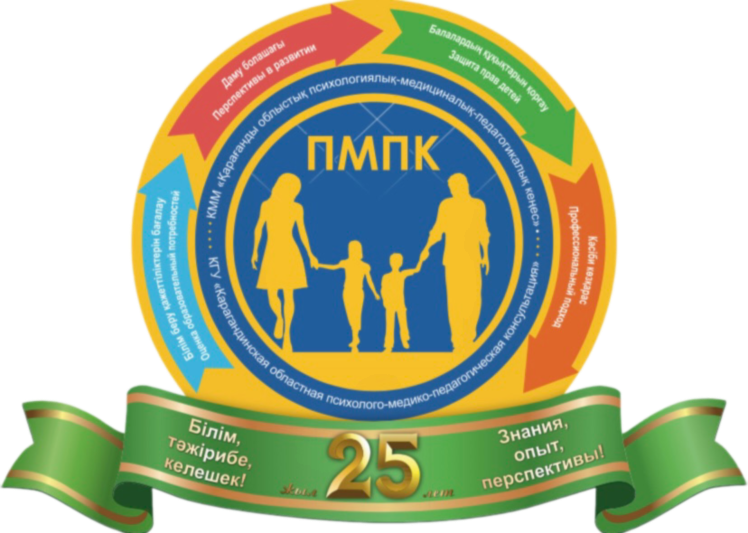 Даму болашағы
Перспективы в развитии
Балалардың құқықтарын қорғау
Защита прав детей
Кәсіби көзқарас
Профессиональный подход
Білім беру қажеттіліктерін бағалау
Оценка образовательный потребностей
КММ «Қарағанды облыстық психологиялық-медициналық-педагогикалық кеңес»
КГУ «Карагандинская областная психолого-медико-педагогическая консультация»
ПМПК
Білім,
тәжірибе,
келешек!
жыл 25 лет
Знания,
опыт,
перспективы!